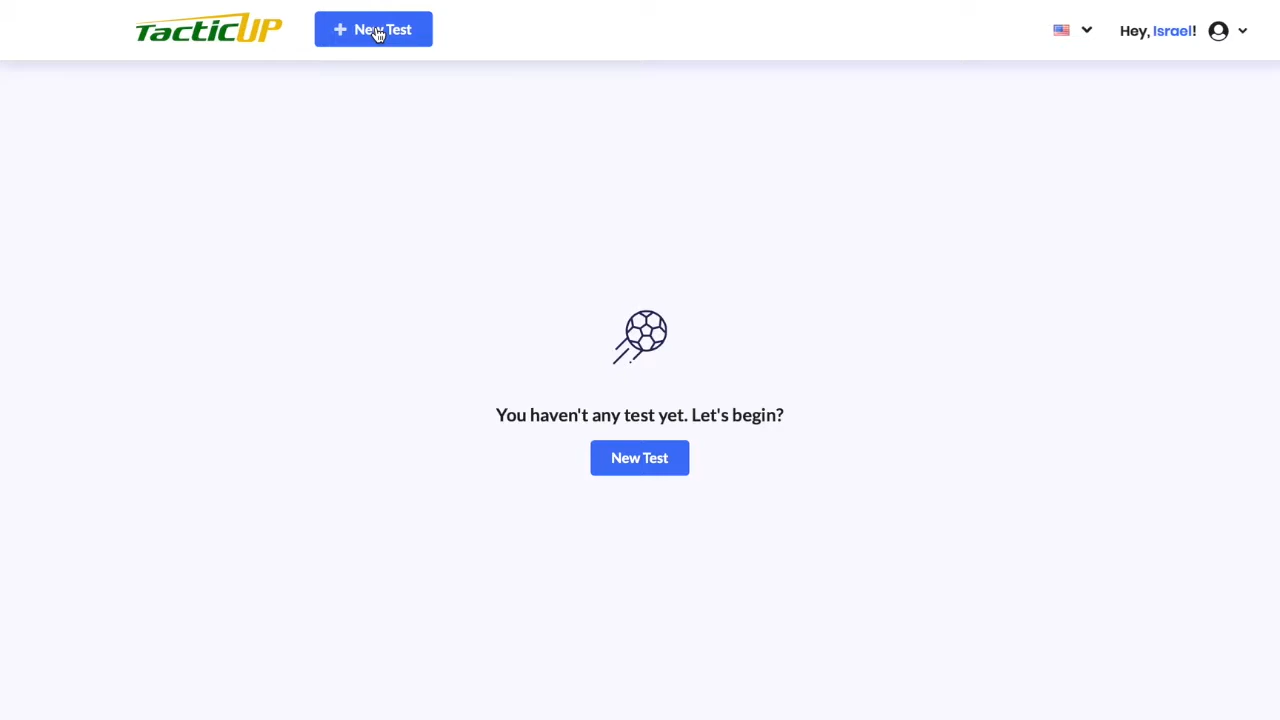 TacticUP
New Test
Hey, Israel!
You haven't any test yet. Let's begin?
New Test